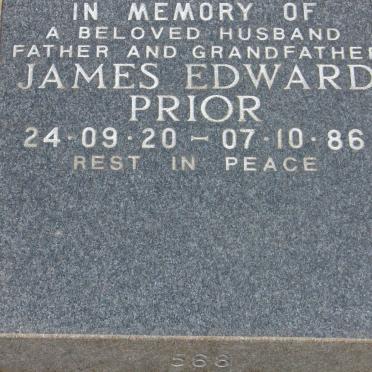 IN MEMORY OF
A BELOVED HUSBAND
FATHER AND GRANDFATHER
JAMES EDWARD
PRIOR
24·09·20 – 07·10·86
REST IN PEACE
566